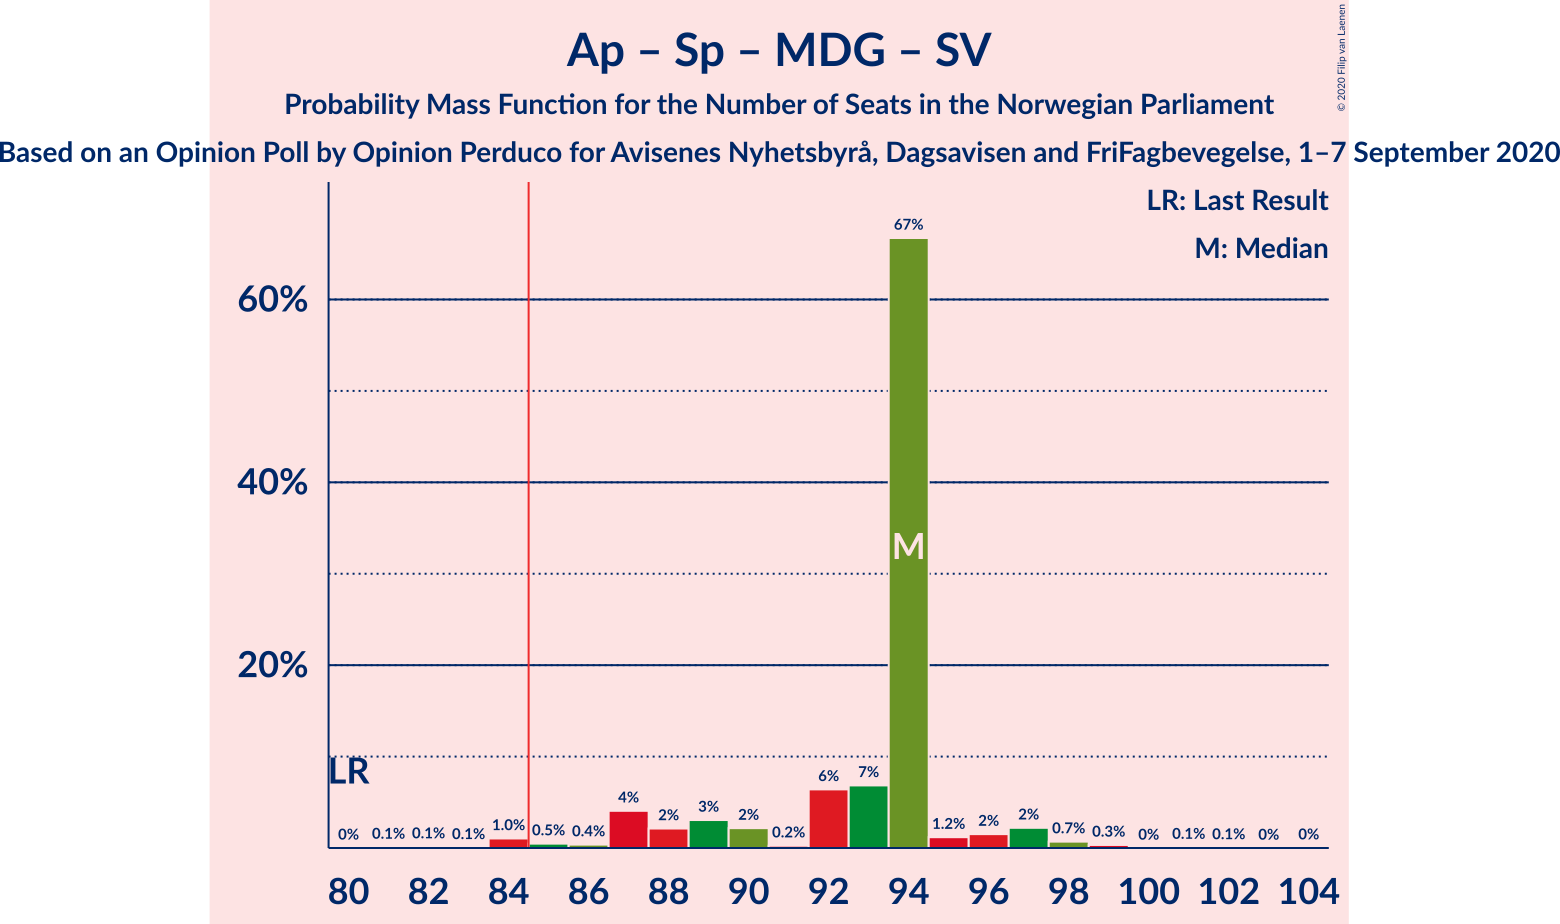 Ap – Sp – MDG – SV
Probability Mass Function for the Number of Seats in the Norwegian Parliament
Based on an Opinion Poll by Opinion Perduco for Avisenes Nyhetsbyrå, Dagsavisen and FriFagbevegelse, 1–7 September 2020
© 2020 Filip van Laenen
LR: Last Result
M: Median
60%
40%
20%
LR
M
0% 0.1% 0.1% 0.1% 1.0% 0.5% 0.4% 4% 2% 3% 2% 0.2% 6% 7% 67% 1.2% 2% 2% 0.7% 0.3% 0% 0.1% 0.1% 0% 0%
80 82 84 86 88 90 92 94 96 98 100 102 104